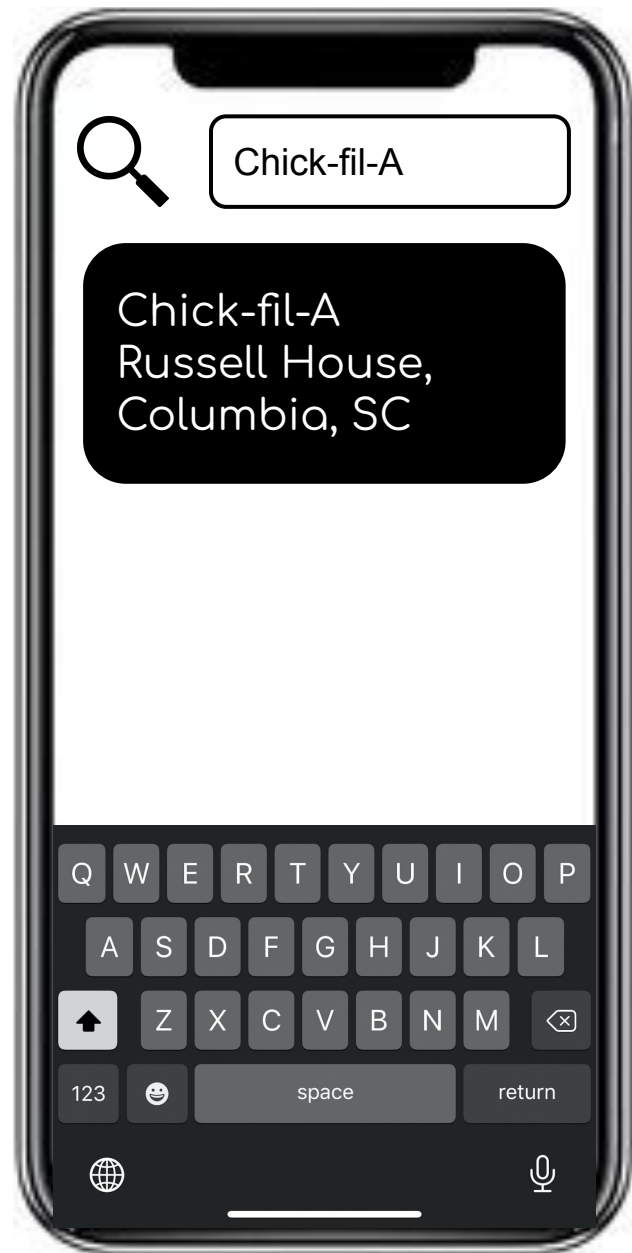 Chick-fil-A
Chick-fil-A
Russell House,
Columbia, SC
Q W E R T Y U I O P
A S D F G H J K L
Z X C V B N M
123 space return